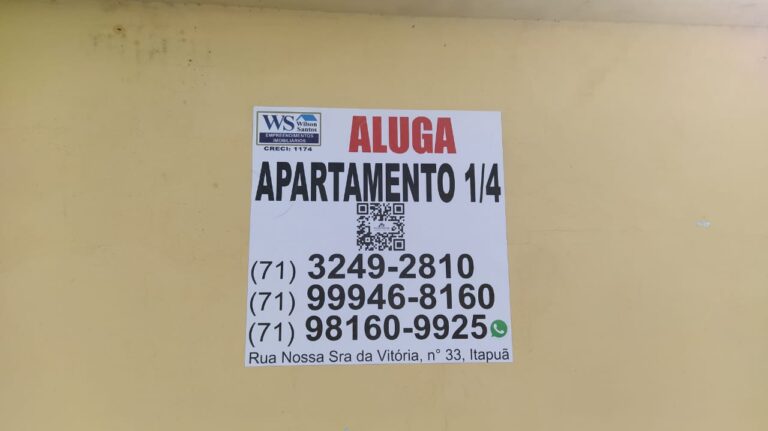 WS Wilson
Santos
EMPREENDIMENTOS
IMOBILIÁRIOS
CRECI: 1174
ALUGA
APARTAMENTO 1/4
(71) 3249-2810
(71) 99946-8160
(71) 98160-9925
Rua Nossa Sra da Vitória, n° 33, Itapuã